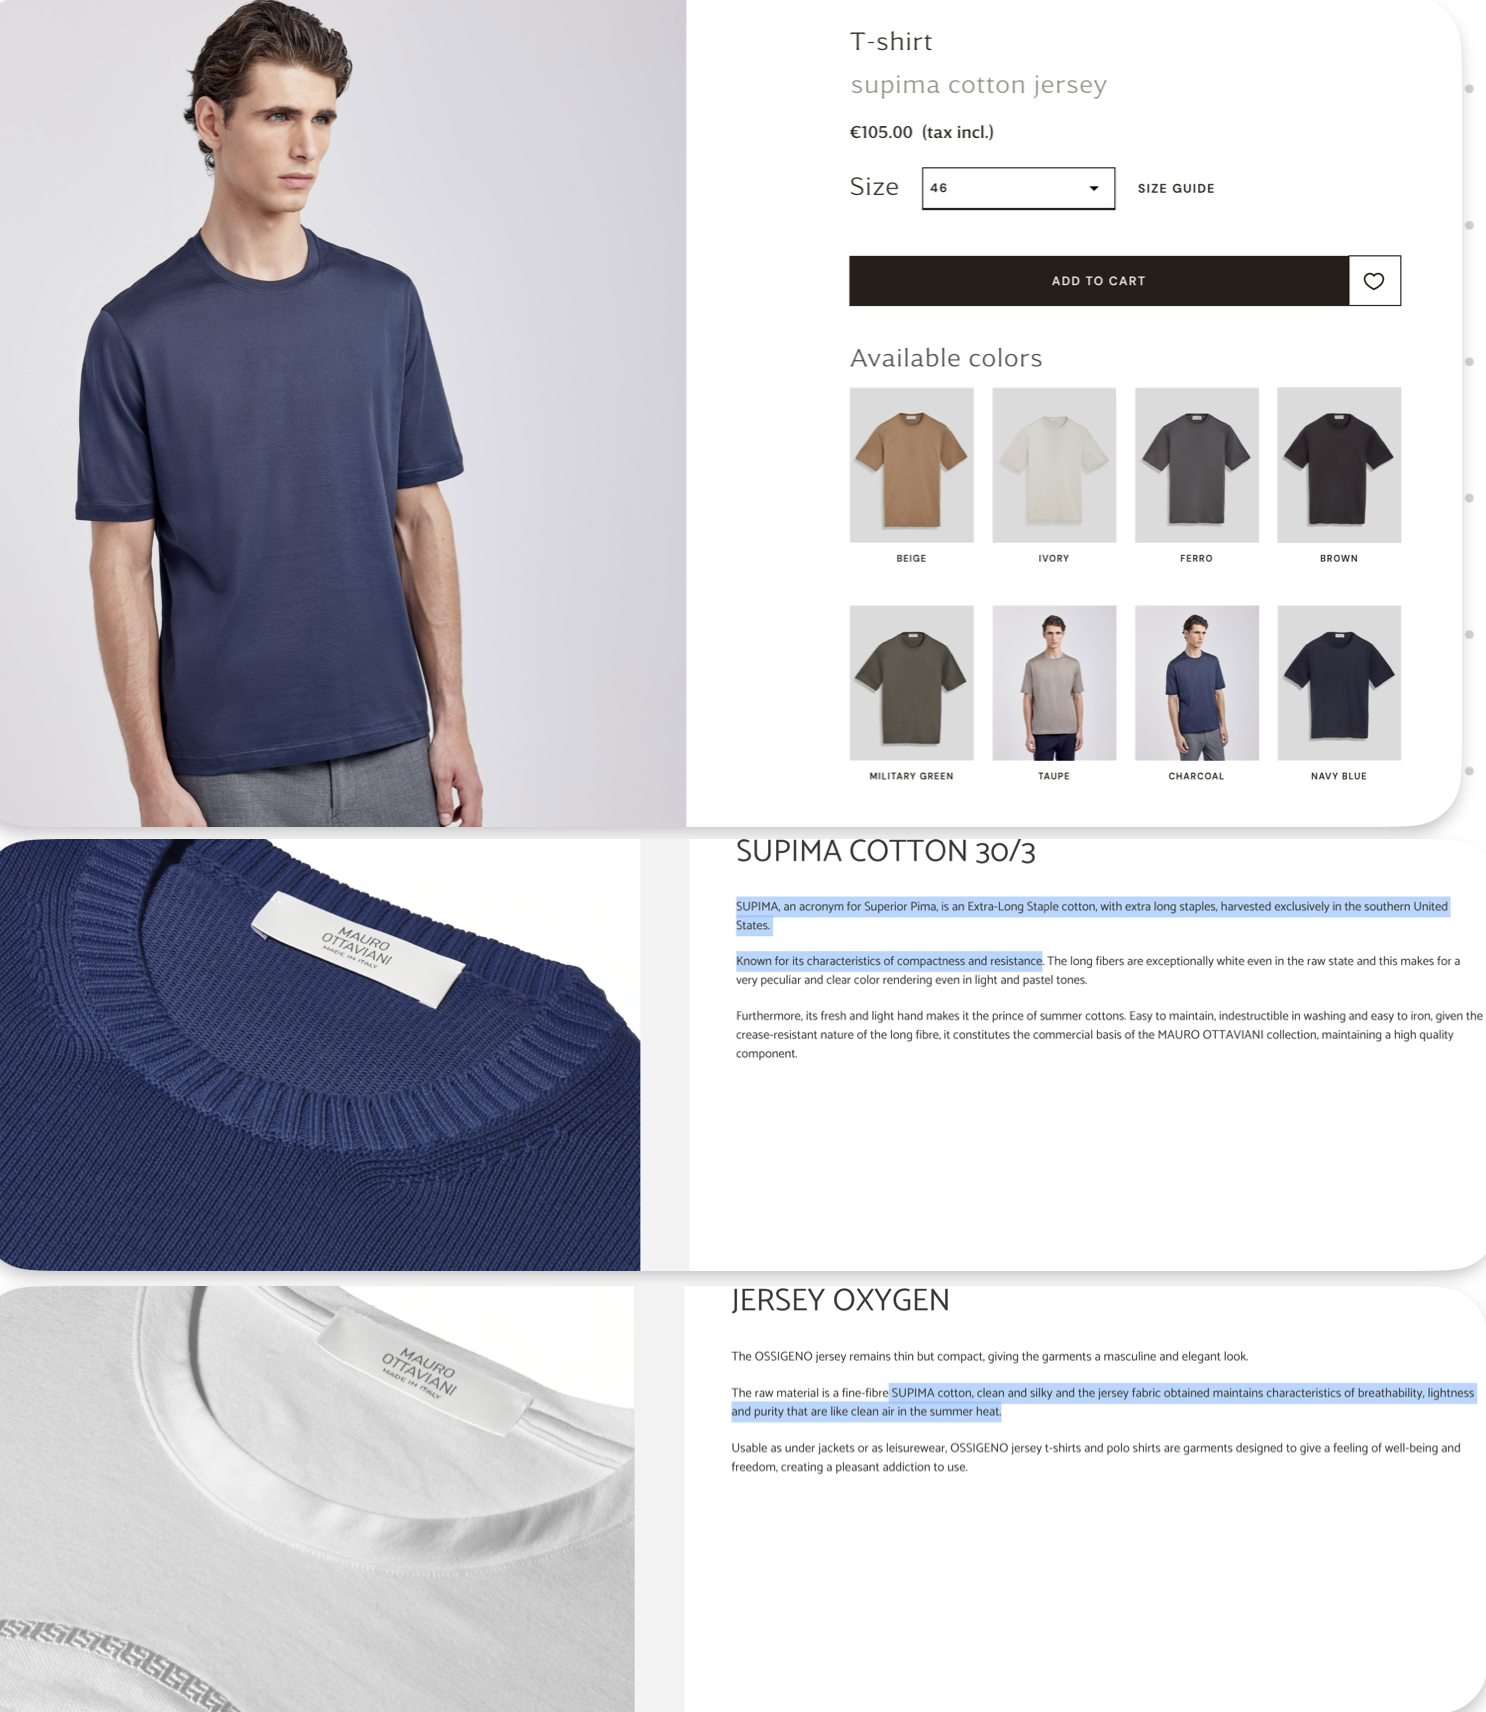 T-shirt
supima cotton jersey
€105.00 (tax incl.)
Size
46
SIZE GUIDE
ADD TO CART
Available colors
BEIGE
IVORY
FERRO
BROWN
MILITARY GREEN
TAUPE
CHARCOAL
NAVY BLUE
MAURO
OTTAVIANI
MADE IN ITALY
SUPIMA COTTON 30/3
SUPIMA, an acronym for Superior Pima, is an Extra-Long Staple cotton, with extra long staples, harvested exclusively in the southern United
States.
Known for its characteristics of compactness and resistance. The long fibers are exceptionally white even in the raw state and this makes for a
very peculiar and clear color rendering even in light and pastel tones.
Furthermore, its fresh and light hand makes it the prince of summer cottons. Easy to maintain, indestructible in washing and easy to iron, given the
crease-resistant nature of the long fibre, it constitutes the commercial basis of the MAURO OTTAVIANI collection, maintaining a high quality
component.
MAURO
OTTAVIANI
MADE IN ITALY
JERSEY OXYGEN
The OSSIGENO jersey remains thin but compact, giving the garments a masculine and elegant look.
The raw material is a fine-fibre SUPIMA cotton, clean and silky and the jersey fabric obtained maintains characteristics of breathability, lightness
and purity that are like clean air in the summer heat.
Usable as under jackets or as leisurewear, OSSIGENO jersey t-shirts and polo shirts are garments designed to give a feeling of well-being and
freedom, creating a pleasant addiction to use.